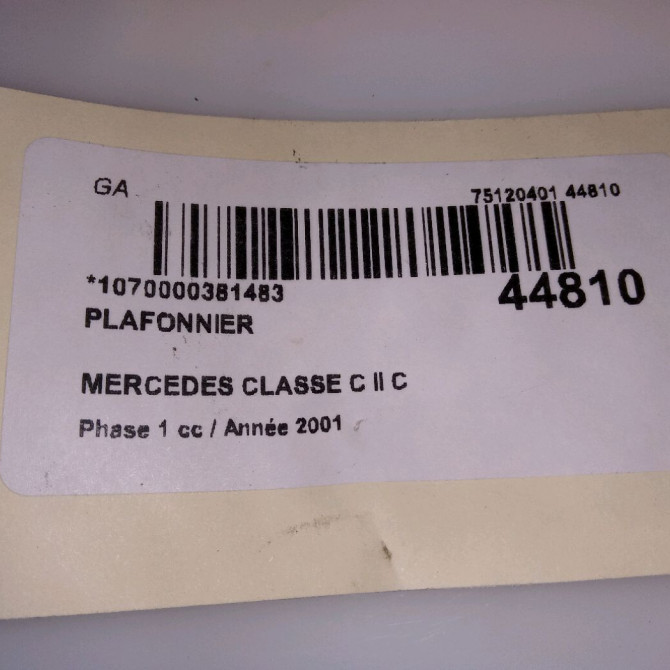 GA 75120401 44810
*1070000381483 44810
PLAFONNIER
MERCEDES CLASSE C II C
Phase 1 cc / Année 2001